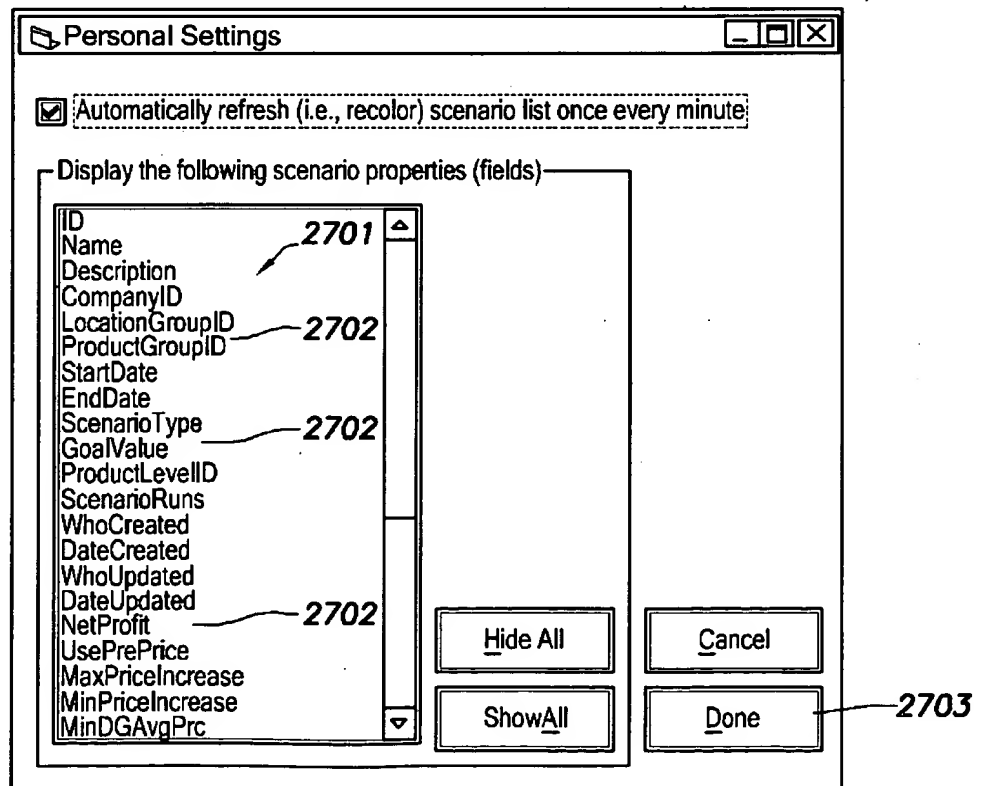 Personal Settings
Automatically refresh (i.e., recolor) scenario list once every minute
Display the following scenario properties (fields)
ID
Name
2701
Description
CompanyID
LocationGroupID
2702
ProductGroupID
StartDate
EndDate
ScenarioType
2702
GoalValue
ProductLevelID
ScenarioRuns
WhoCreated
DateCreated
WhoUpdated
DateUpdated
2702
NetProfit
UsePrePrice
MaxPriceIncrease
MinPriceIncrease
MinDGAvgPrc
Hide All
Cancel
ShowAll
Done
2703